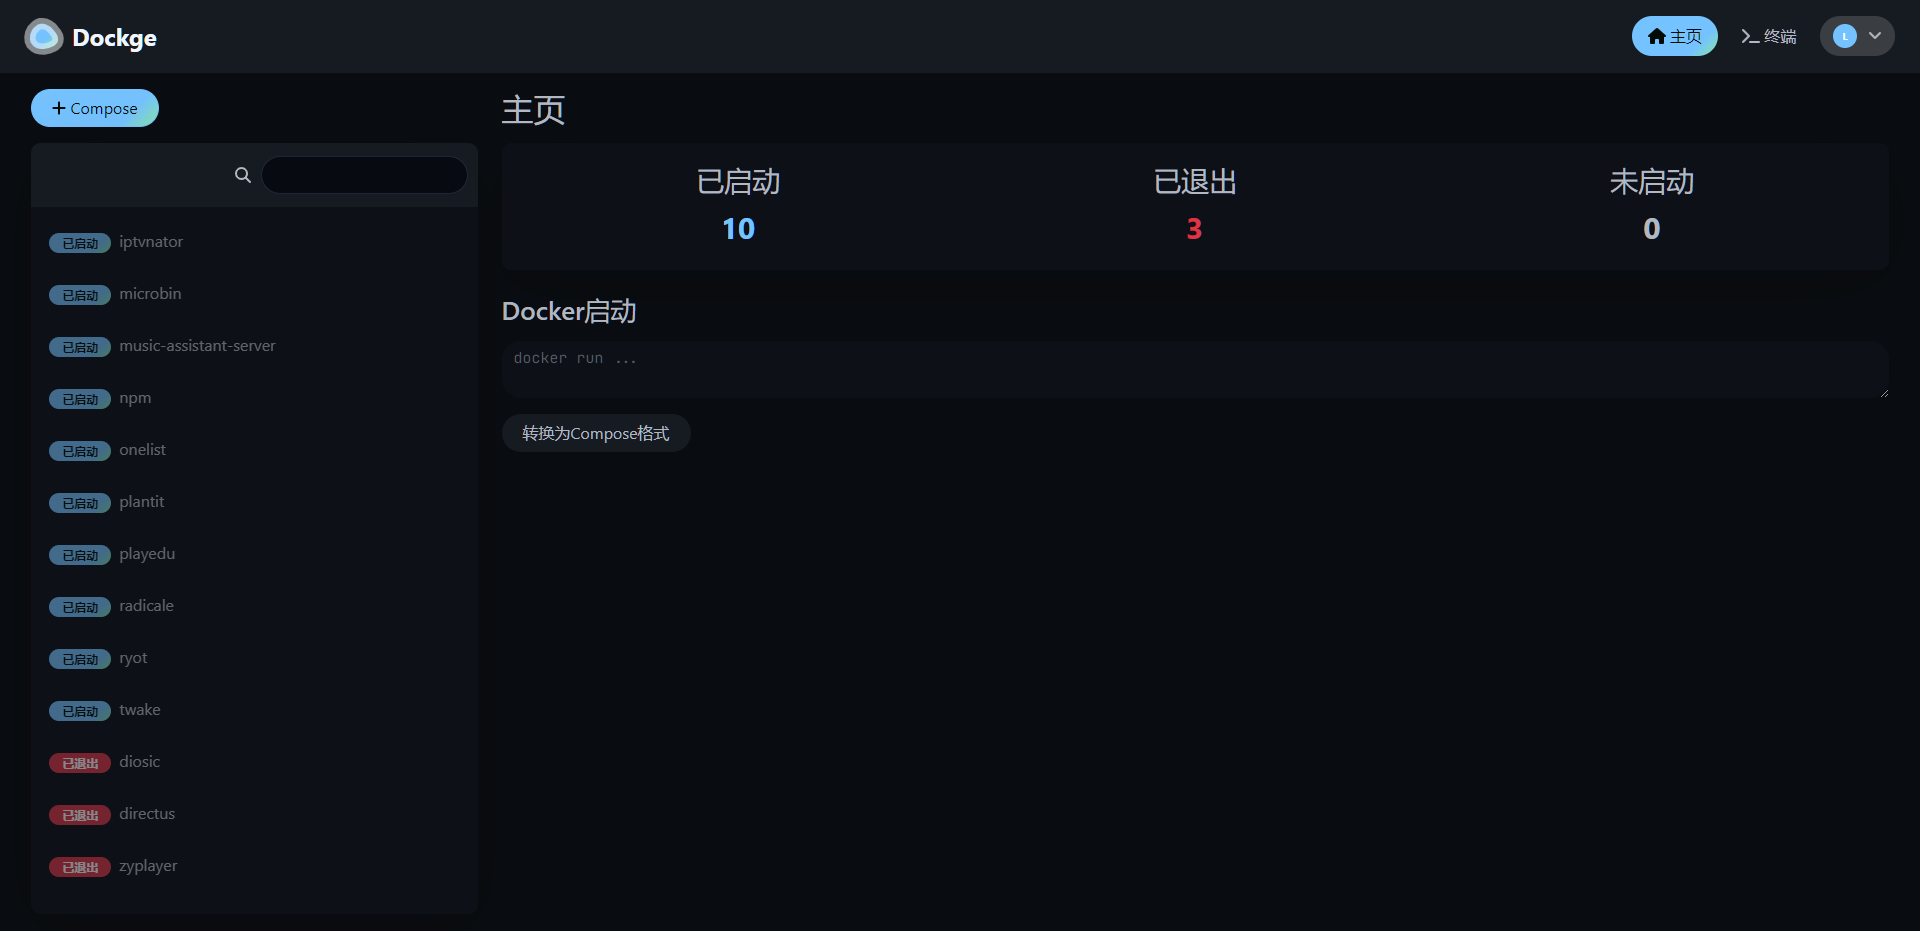 Dockge
主页
终端
L
Compose
已启动 iptvnator
已启动 microbin
已启动 music-assistant-server
已启动 npm
已启动 onelist
已启动 plantit
已启动 playedu
已启动 radicale
已启动 ryot
已启动 twake
已退出 diosic
已退出 directus
已退出 zyplayer
主页
已启动 已退出 未启动
10 3 0
Docker启动
docker run ...
转换为Compose格式